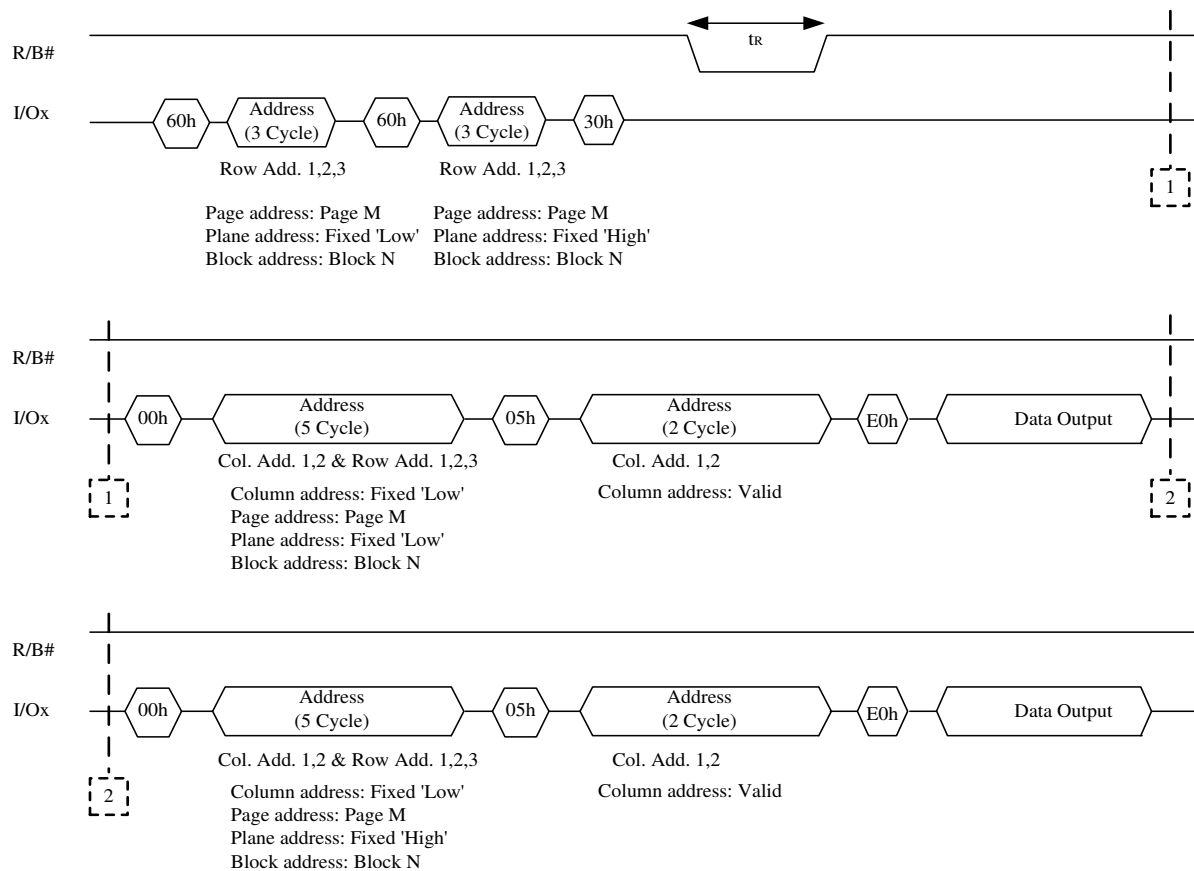 R/B#
tR
I/Ox
60h
Address
(3 Cycle)
60h
Address
(3 Cycle)
30h
Row Add. 1,2,3
Row Add. 1,2,3
1
Page address: Page M
Plane address: Fixed 'Low'
Block address: Block N
Page address: Page M
Plane address: Fixed 'High'
Block address: Block N
R/B#
I/Ox
00h
Address
(5 Cycle)
05h
Address
(2 Cycle)
E0h
Data Output
Col. Add. 1,2 & Row Add. 1,2,3
Col. Add. 1,2
1
Column address: Fixed 'Low'
Page address: Page M
Plane address: Fixed 'Low'
Block address: Block N
Column address: Valid
2
R/B#
I/Ox
00h
Address
(5 Cycle)
05h
Address
(2 Cycle)
E0h
Data Output
Col. Add. 1,2 & Row Add. 1,2,3
Col. Add. 1,2
2
Column address: Fixed 'Low'
Page address: Page M
Plane address: Fixed 'High'
Block address: Block N
Column address: Valid